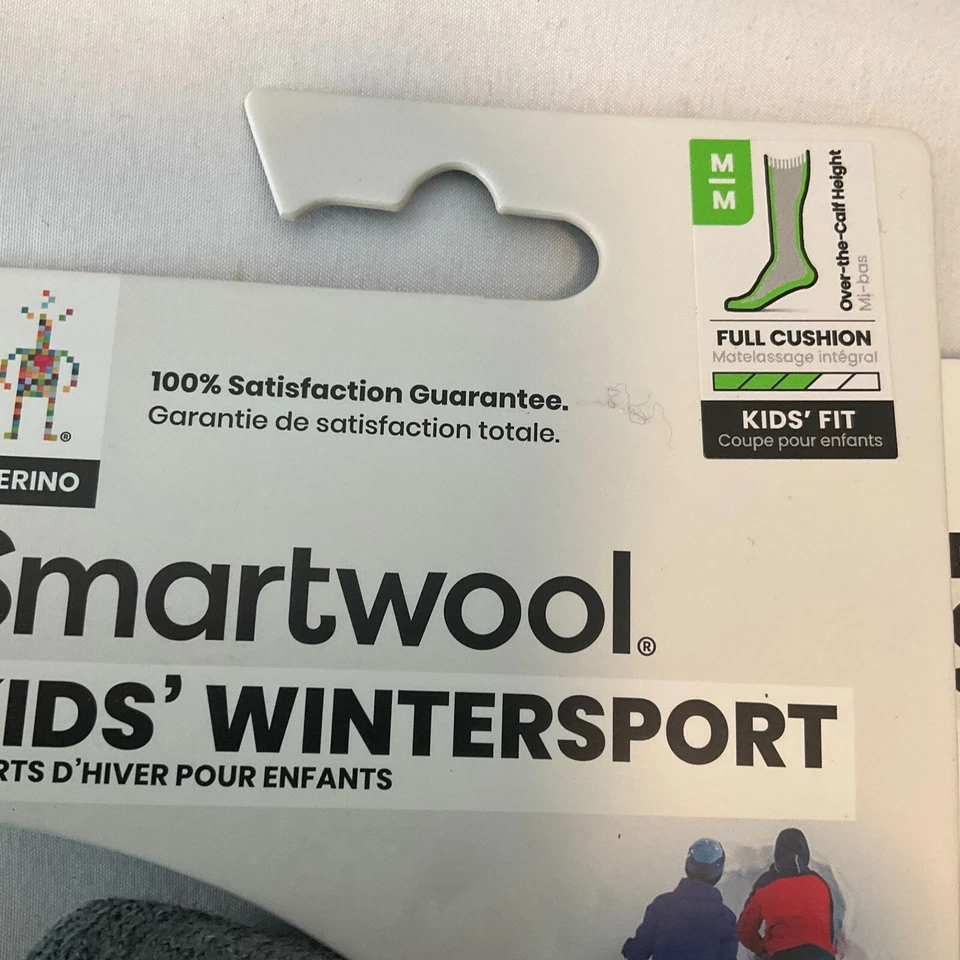 M
M
Over-the-Calf Height
Mi-bas
FULL CUSHION
Matelassage intégral
KIDS' FIT
Coupe pour enfants
100% Satisfaction Guarantee.
Garantie de satisfaction totale.
®
ERINO
Smartwool®
KIDS' WINTERSPORT
RTS D'HIVER POUR ENFANTS